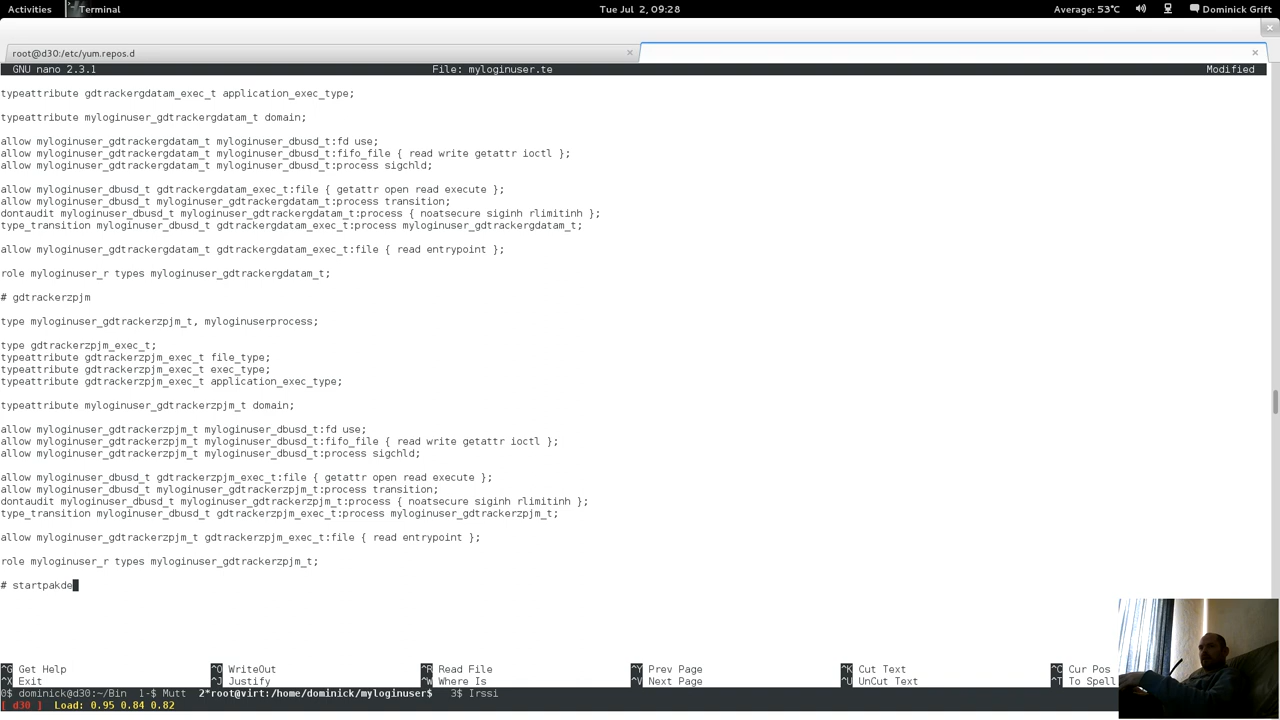 Activities Terminal Tue Jul 2, 09:28 Average: 53°C Dominick Grift
root@d30:/etc/yum.repos.d × ×
GNU nano 2.3.1 File: myloginuser.te Modified
typeattribute gdtrackergdatam_exec_t application_exec_type;
typeattribute myloginuser_gdtrackergdatam_t domain;
allow myloginuser_gdtrackergdatam_t myloginuser_dbusd_t:fd use;
allow myloginuser_gdtrackergdatam_t myloginuser_dbusd_t:fifo_file { read write getattr ioctl };
allow myloginuser_gdtrackergdatam_t myloginuser_dbusd_t:process sigchld;
allow myloginuser_dbusd_t gdtrackergdatam_exec_t:file { getattr open read execute };
allow myloginuser_dbusd_t myloginuser_gdtrackergdatam_t:process transition;
dontaudit myloginuser_dbusd_t myloginuser_gdtrackergdatam_t:process { noatsecure siginh rlimitinh };
type_transition myloginuser_dbusd_t gdtrackergdatam_exec_t:process myloginuser_gdtrackergdatam_t;
allow myloginuser_gdtrackergdatam_t gdtrackergdatam_exec_t:file { read entrypoint };
role myloginuser_r types myloginuser_gdtrackergdatam_t;
# gdtrackerzpjm
type myloginuser_gdtrackerzpjm_t, myloginuserprocess;
type gdtrackerzpjm_exec_t;
typeattribute gdtrackerzpjm_exec_t file_type;
typeattribute gdtrackerzpjm_exec_t exec_type;
typeattribute gdtrackerzpjm_exec_t application_exec_type;
typeattribute myloginuser_gdtrackerzpjm_t domain;
allow myloginuser_gdtrackerzpjm_t myloginuser_dbusd_t:fd use;
allow myloginuser_gdtrackerzpjm_t myloginuser_dbusd_t:fifo_file { read write getattr ioctl };
allow myloginuser_gdtrackerzpjm_t myloginuser_dbusd_t:process sigchld;
allow myloginuser_dbusd_t gdtrackerzpjm_exec_t:file { getattr open read execute };
allow myloginuser_dbusd_t myloginuser_gdtrackerzpjm_t:process transition;
dontaudit myloginuser_dbusd_t myloginuser_gdtrackerzpjm_t:process { noatsecure siginh rlimitinh };
type_transition myloginuser_dbusd_t gdtrackerzpjm_exec_t:process myloginuser_gdtrackerzpjm_t;
allow myloginuser_gdtrackerzpjm_t gdtrackerzpjm_exec_t:file { read entrypoint };
role myloginuser_r types myloginuser_gdtrackerzpjm_t;
# startpakde
^G Get Help ^O WriteOut ^R Read File ^Y Prev Page ^K Cut Text ^C Cur Pos
^X Exit ^J Justify ^W Where Is ^V Next Page ^U UnCut Text ^T To Spell
0$ dominick@d30:~/Bin 1-$ Mutt 2*root@virt:/home/dominick/myloginuser$ 3$ Irssi
[ d30 ] Load: 0.95 0.84 0.82